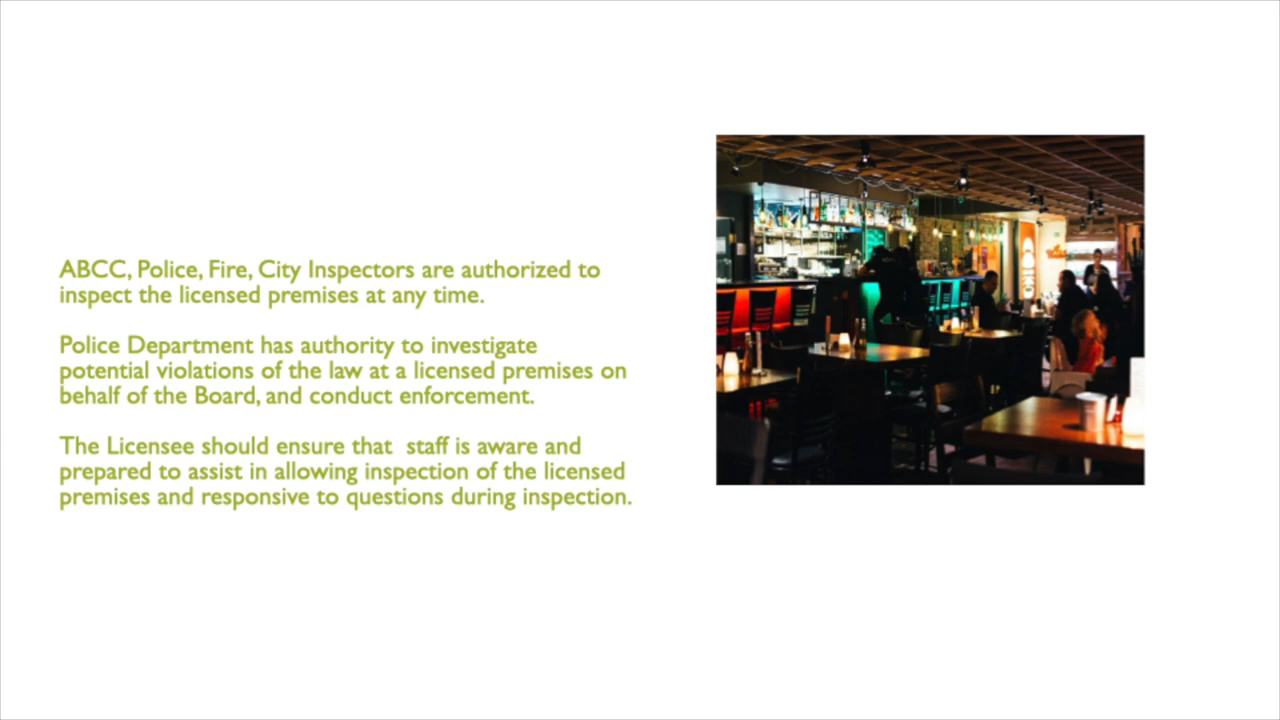 ABCC, Police, Fire, City Inspectors are authorized to
inspect the licensed premises at any time.
Police Department has authority to investigate
potential violations of the law at a licensed premises on
behalf of the Board, and conduct enforcement.
The Licensee should ensure that  staff is aware and
prepared to assist in allowing inspection of the licensed
premises and responsive to questions during inspection.